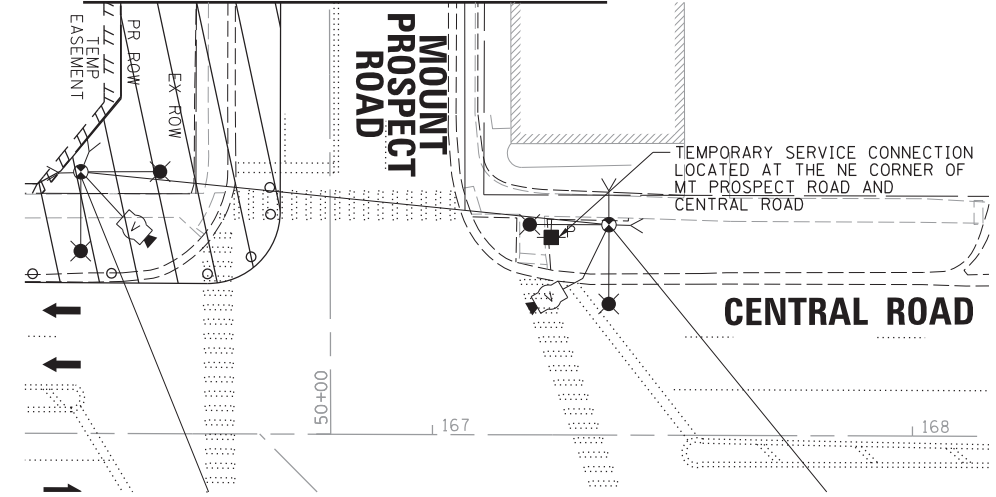 TEMP
EASEMENT
PR ROW
EX ROW
MOUNT
PROSPECT
ROAD
TEMPORARY SERVICE CONNECTION
LOCATED AT THE NE CORNER OF
MT PROSPECT ROAD AND
CENTRAL ROAD
V
V
CENTRAL ROAD
50+00
167
168